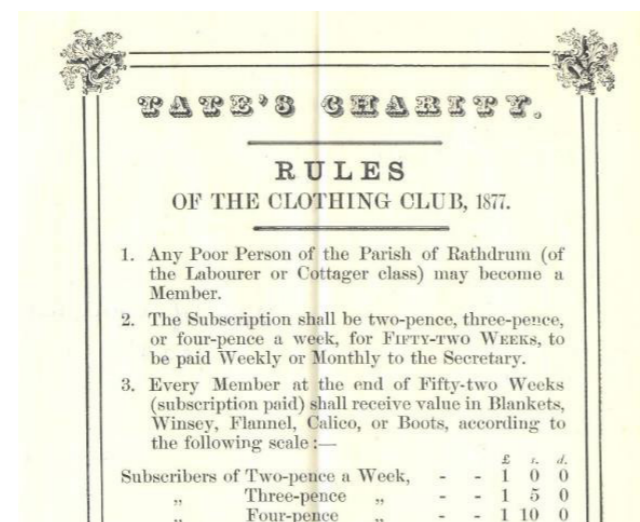 TATE'S CHARITY.
RULES
OF THE CLOTHING CLUB, 1877.
1. Any Poor Person of the Parish of Rathdrum (of
the Labourer or Cottager class) may become a
Member.
2. The Subscription shall be two-pence, three-pence,
or four-pence a week, for FIFTY-TWO WEEKS, to
be paid Weekly or Monthly to the Secretary.
3. Every Member at the end of Fifty-two Weeks
(subscription paid) shall receive value in Blankets,
Winsey, Flannel, Calico, or Boots, according to
the following scale :—
£ s. d.
Subscribers of Two-pence a Week, - - 1 0 0
„ Three-pence „ - - 1 5 0
„ Four-pence „ - - 1 10 0